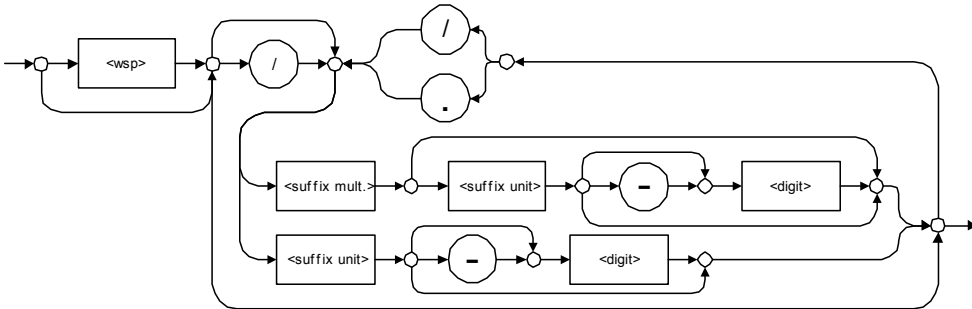 /
<wsp>
/
.
<suffix mult.>
<suffix unit>
-
<digit>
<suffix unit>
-
<digit>